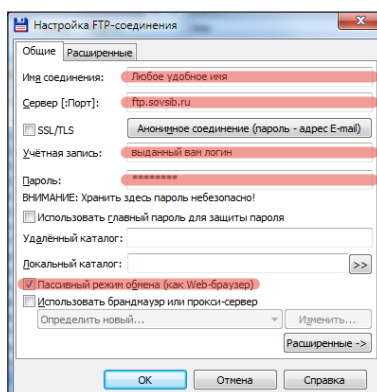 Настройка FTP-соединения
Общие Расширенные
Имя соединения: Любое удобное имя
Сервер [:Порт]: ftp.sovsib.ru
SSL/TLS Анонимное соединение (пароль - адрес E-mail)
Учётная запись: выданный вам логин
Пароль: ********
ВНИМАНИЕ: Хранить здесь пароль небезопасно!
Использовать главный пароль для защиты пароля
Удалённый каталог:
Локальный каталог: >>
Пассивный режим обмена (как Web-браузер)
Использовать брандмауэр или прокси-сервер
Определить новый... Изменить...
Расширенные ->
OK Отмена Справка